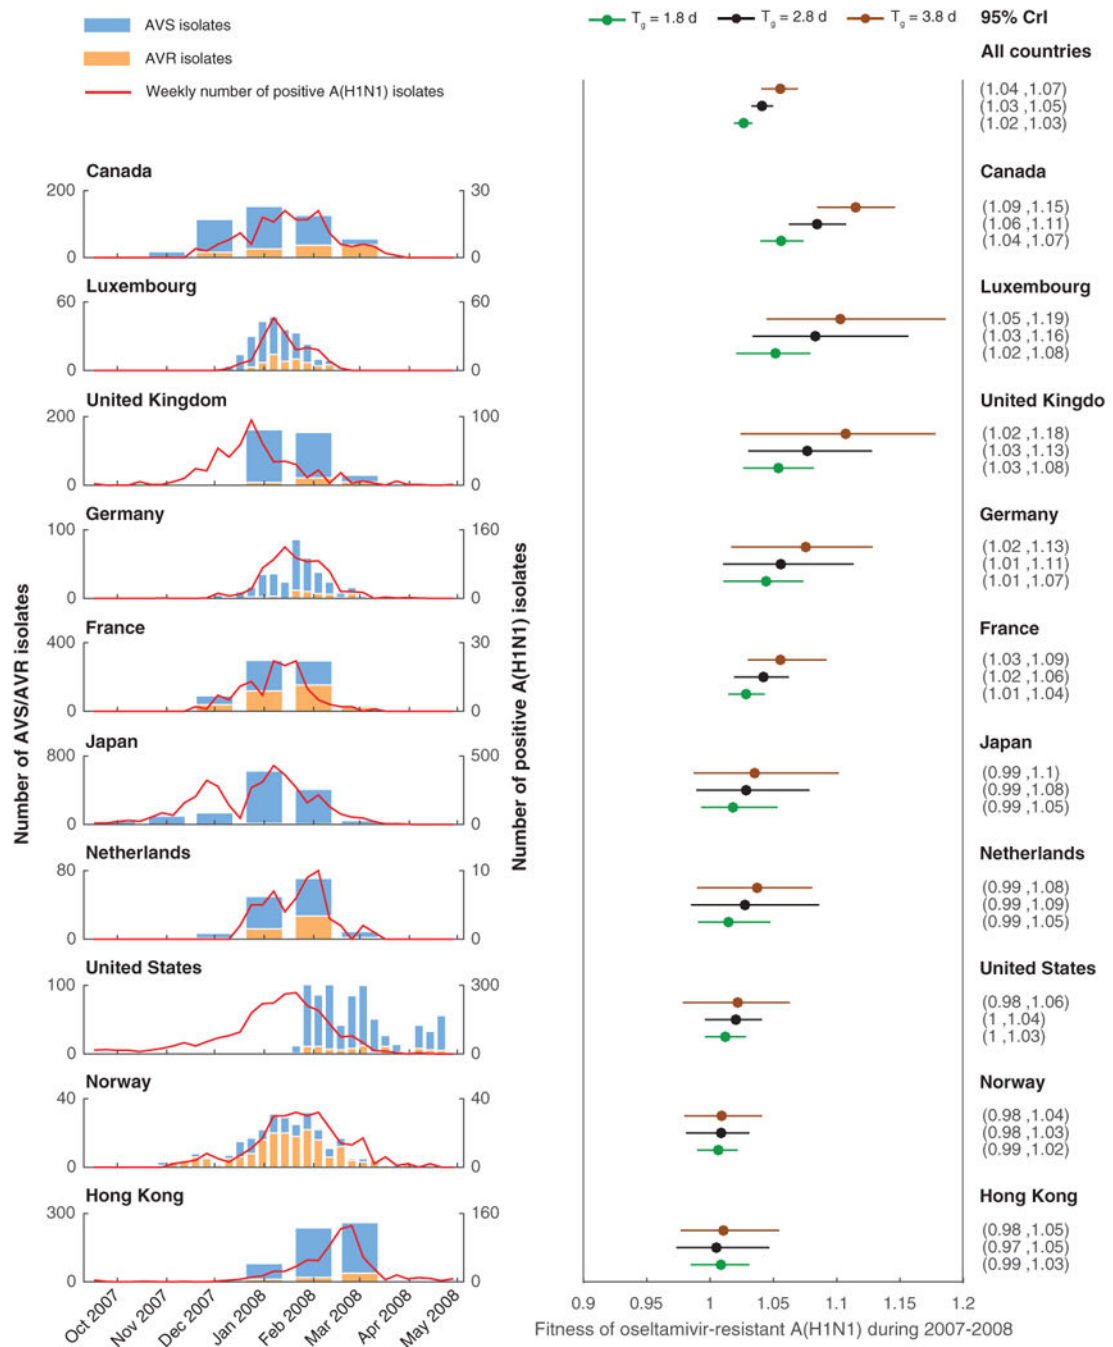 AVS isolates
AVR isolates
Weekly number of positive A(H1N1) isolates
Tg = 1.8 d
Tg = 2.8 d
Tg = 3.8 d
95% CrI
All countries
(1.04 ,1.07)
(1.03 ,1.05)
(1.02 ,1.03)
Canada
200
0
30
0
Canada
(1.09 ,1.15)
(1.06 ,1.11)
(1.04 ,1.07)
Luxembourg
60
0
60
0
Luxembourg
(1.05 ,1.19)
(1.03 ,1.16)
(1.02 ,1.08)
United Kingdom
200
0
100
0
United Kingdo
(1.02 ,1.18)
(1.03 ,1.13)
(1.03 ,1.08)
Germany
100
0
160
0
Germany
(1.02 ,1.13)
(1.01 ,1.11)
(1.01 ,1.07)
France
400
0
30
0
France
(1.03 ,1.09)
(1.02 ,1.06)
(1.01 ,1.04)
Japan
800
0
500
0
Japan
(0.99 ,1.1)
(0.99 ,1.08)
(0.99 ,1.05)
Netherlands
80
0
10
0
Netherlands
(0.99 ,1.08)
(0.99 ,1.09)
(0.99 ,1.05)
United States
100
0
300
0
United States
(0.98 ,1.06)
(1 ,1.04)
(1 ,1.03)
Norway
40
0
40
0
Norway
(0.98 ,1.04)
(0.98 ,1.03)
(0.99 ,1.02)
Hong Kong
300
0
160
0
Hong Kong
(0.98 ,1.05)
(0.97 ,1.05)
(0.99 ,1.03)
Number of AVS/AVR isolates
Number of positive A(H1N1) isolates
Oct 2007
Nov 2007
Dec 2007
Jan 2008
Feb 2008
Mar 2008
Apr 2008
May 2008
0.9 0.95 1 1.05 1.1 1.15 1.2
Fitness of oseltamivir-resistant A(H1N1) during 2007-2008